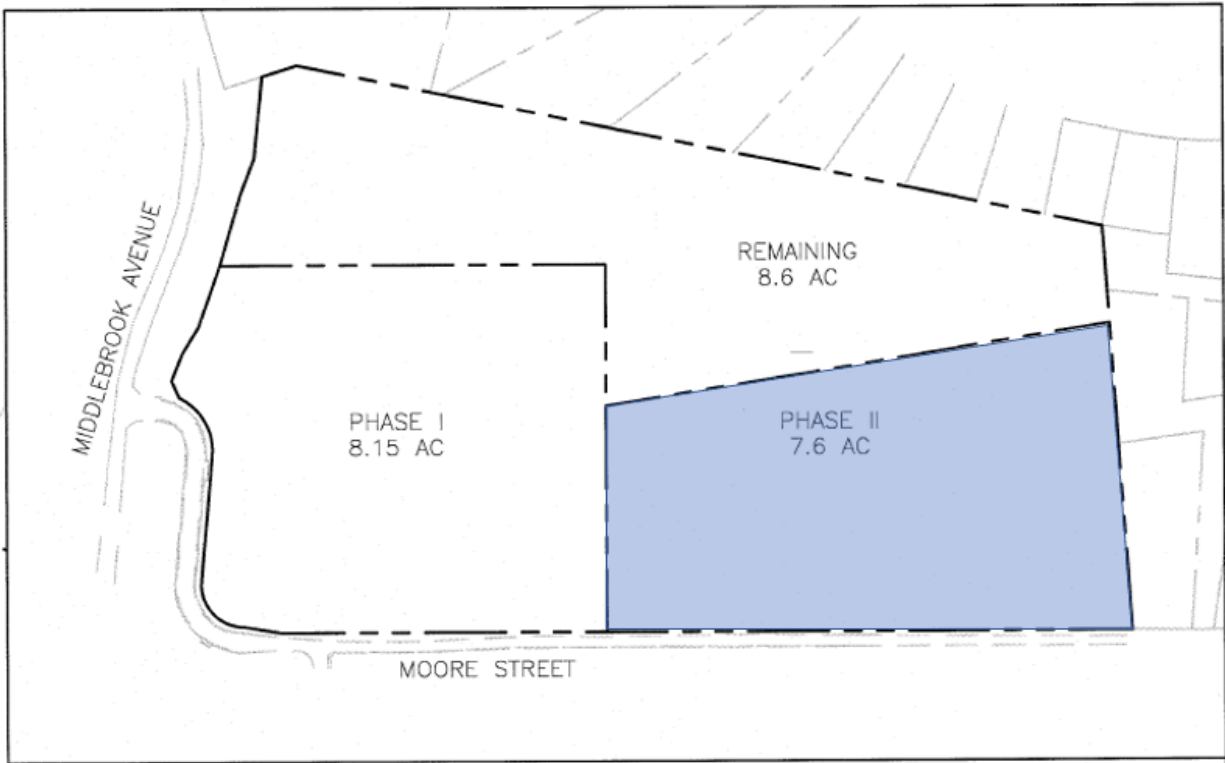 MIDDLEBROOK AVENUE
REMAINING
8.6 AC
PHASE I
8.15 AC
PHASE II
7.6 AC
MOORE STREET